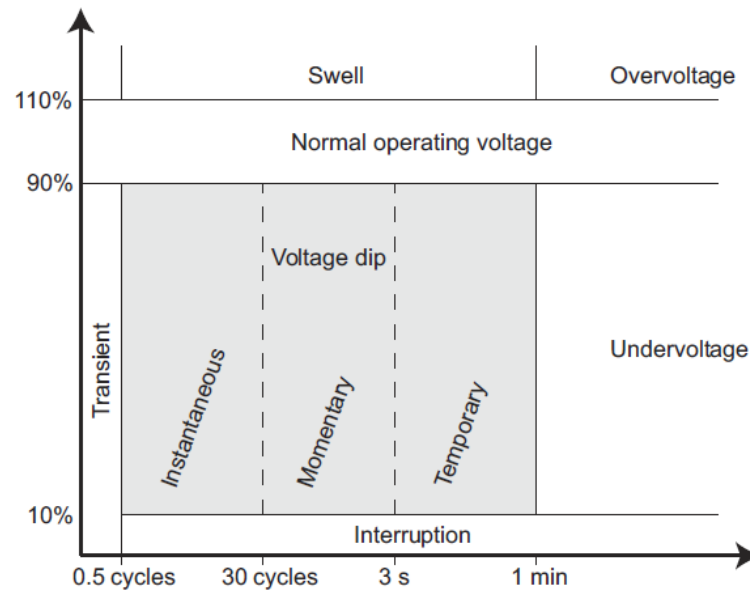 Swell
Overvoltage
110%
Normal operating voltage
90%
Voltage dip
Transient
Instantaneous
Momentary
Temporary
Undervoltage
10%
Interruption
0.5 cycles
30 cycles
3 s
1 min